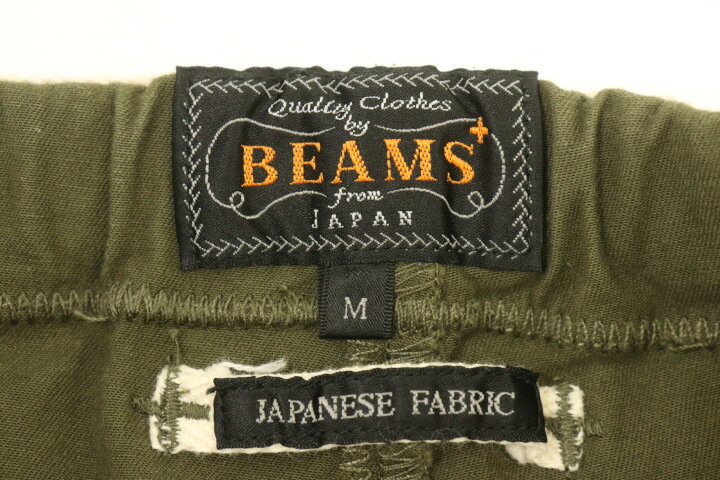 Quality Clothes
by
BEAMS+
from
JAPAN
M
JAPANESE FABRIC